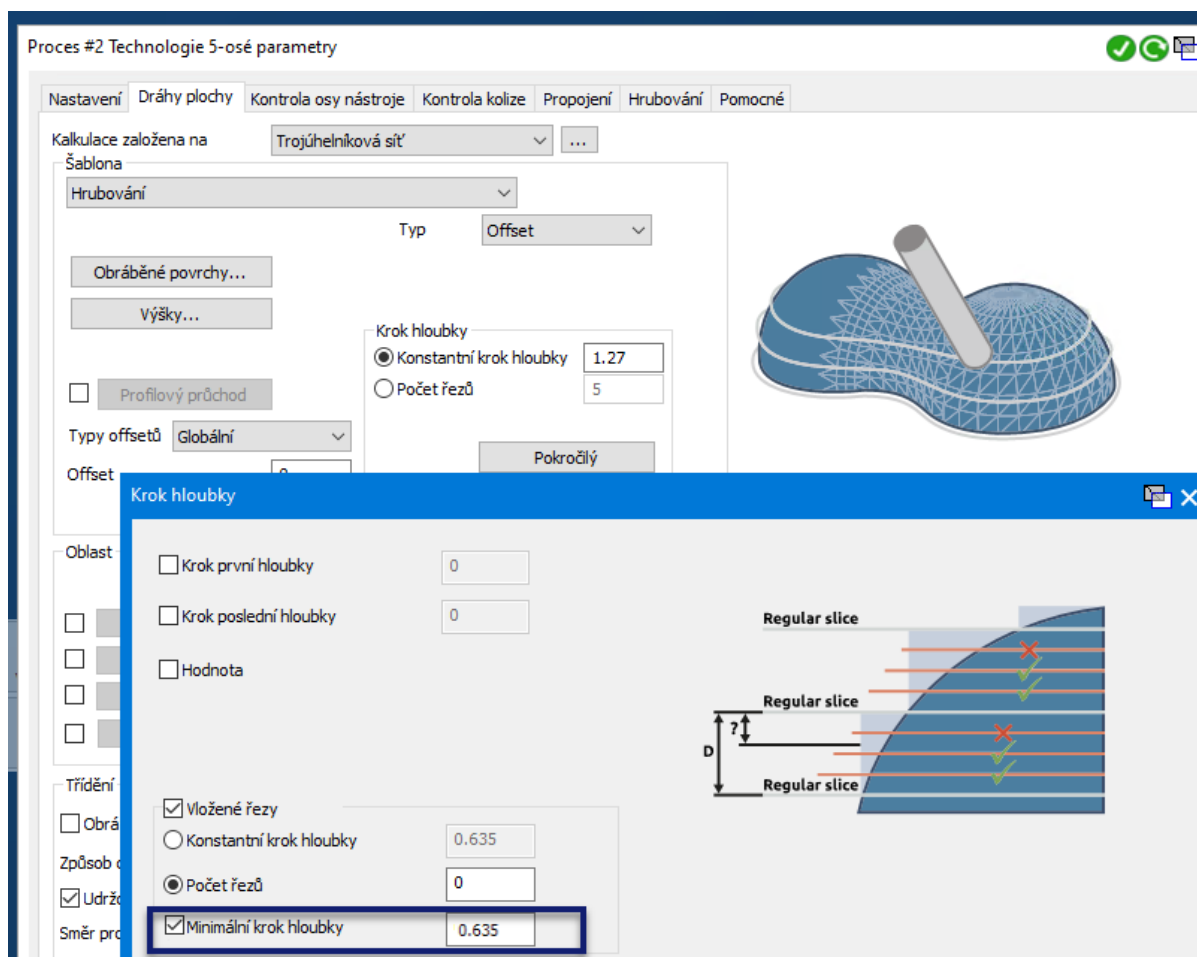 Proces #2 Technologie 5-osé parametry
Nastavení Dráhy plochy Kontrola osy nástroje Kontrola kolize Propojení Hrubování Pomocné
Kalkulace založena na Trojúhelníková síť ...
Šablona
Hrubování
Typ Offset
Obráběné povrchy...
Výšky...
Krok hloubky
Konstantní krok hloubky 1.27
Počet řezů 5
Profilový průchod
Typy offsetů Globální
Pokročilý
Offset
Krok hloubky
Oblast
Krok první hloubky 0
Krok poslední hloubky 0
Regular slice
Hodnota
Regular slice
?
D
Regular slice
Třídění
Vložené řezy
Konstantní krok hloubky 0.635
Způsob
Počet řezů 0
Minimální krok hloubky 0.635
Směr